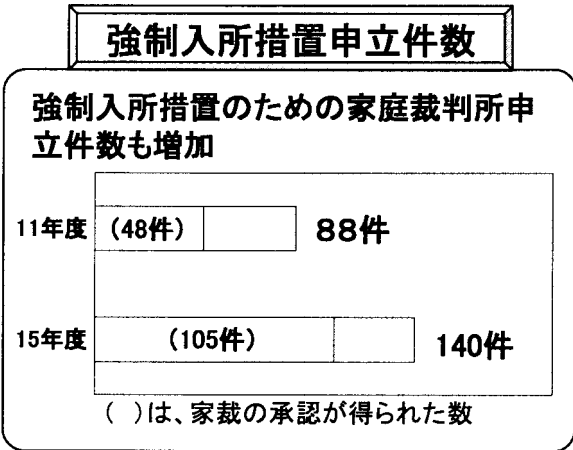 強制入所措置申立件数
強制入所措置のための家庭裁判所申
立件数も増加
11年度 (48件) 88件
15年度 (105件) 140件
( )は、家裁の承認が得られた数